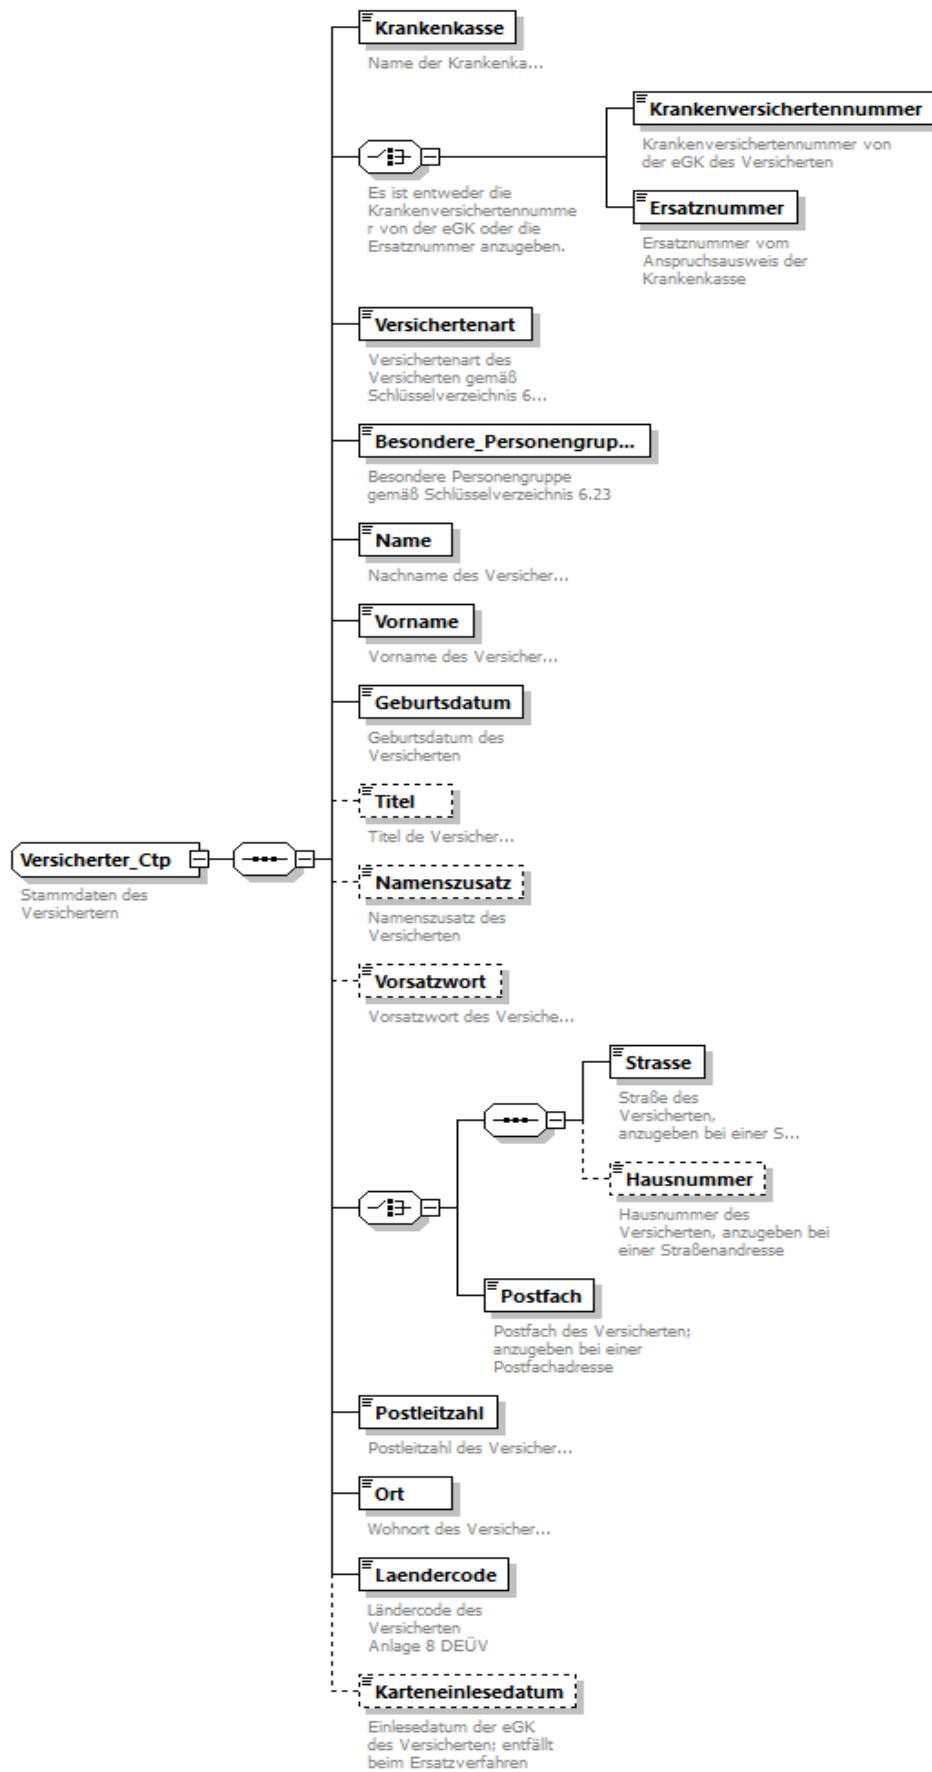 Krankenkasse
Name der Krankenka...
Krankenversichertennummer
Krankenversichertennummer von
der eGK des Versicherten
Es ist entweder die
Krankenversichertennumme
r von der eGK oder die
Ersatznummer anzugeben.
Ersatznummer
Ersatznummer vom
Anspruchsausweis der
Krankenkasse
Versichertenart
Versichertenart des
Versicherten gemäß
Schlüsselverzeichnis 6...
Besondere_Personengrup...
Besondere Personengruppe
gemäß Schlüsselverzeichnis 6.23
Name
Nachname des Versicher...
Vorname
Vorname des Versicher...
Geburtsdatum
Geburtsdatum des
Versicherten
Titel
Titel de Versicher...
Versicherter_Ctp
Stammdaten des
Versichertern
Namenszusatz
Namenszusatz des
Versicherten
Vorsatzwort
Vorsatzwort des Versiche...
Strasse
Straße des
Versicherten,
anzugeben bei einer S...
Hausnummer
Hausnummer des
Versicherten, anzugeben bei
einer Straßenandresse
Postfach
Postfach des Versicherten;
anzugeben bei einer
Postfachadresse
Postleitzahl
Postleitzahl des Versicher...
Ort
Wohnort des Versicher...
Laendercode
Ländercode des
Versicherten
Anlage 8 DEÜV
Karteneinlesedatum
Einlesedatum der eGK
des Versicherten; entfällt
beim Ersatzverfahren